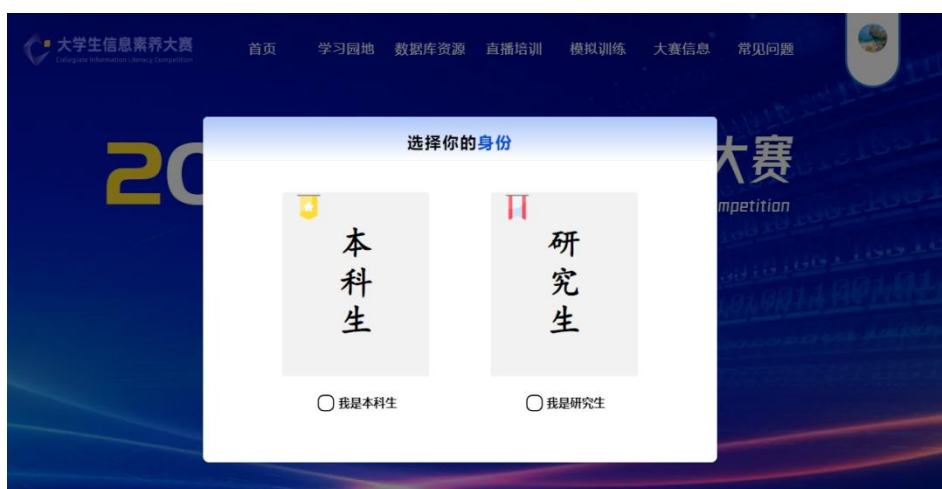 大学生信息素养大赛
Collegiate Information Literacy Competition
首页 学习园地 数据库资源 直播培训 模拟训练 大赛信息 常见问题
选择你的身份
大赛
本科生
研究生
我是本科生
我是研究生